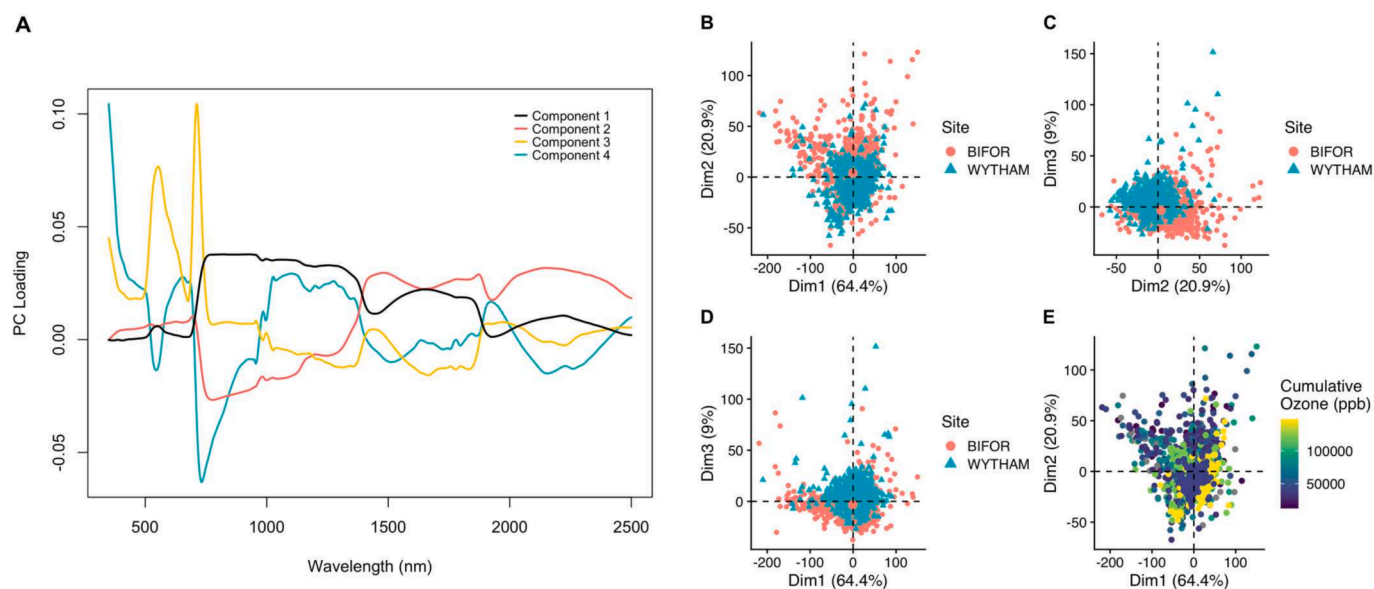 A
PC Loading
0.10
0.05
0.00
-0.05
Component 1
Component 2
Component 3
Component 4
500
1000
1500
2000
2500
Wavelength (nm)
B
Dim2 (20.9%)
100
50
0
-50
-200
-100
0
100
Dim1 (64.4%)
Site
BIFOR
WYTHAM
C
Dim3 (9%)
150
100
50
0
-50
0
50
100
Dim2 (20.9%)
Site
BIFOR
WYTHAM
D
Dim3 (9%)
150
100
50
0
-200
-100
0
100
Dim1 (64.4%)
Site
BIFOR
WYTHAM
E
Dim2 (20.9%)
100
50
0
-50
-200
-100
0
100
Dim1 (64.4%)
Cumulative
Ozone (ppb)
100000
50000